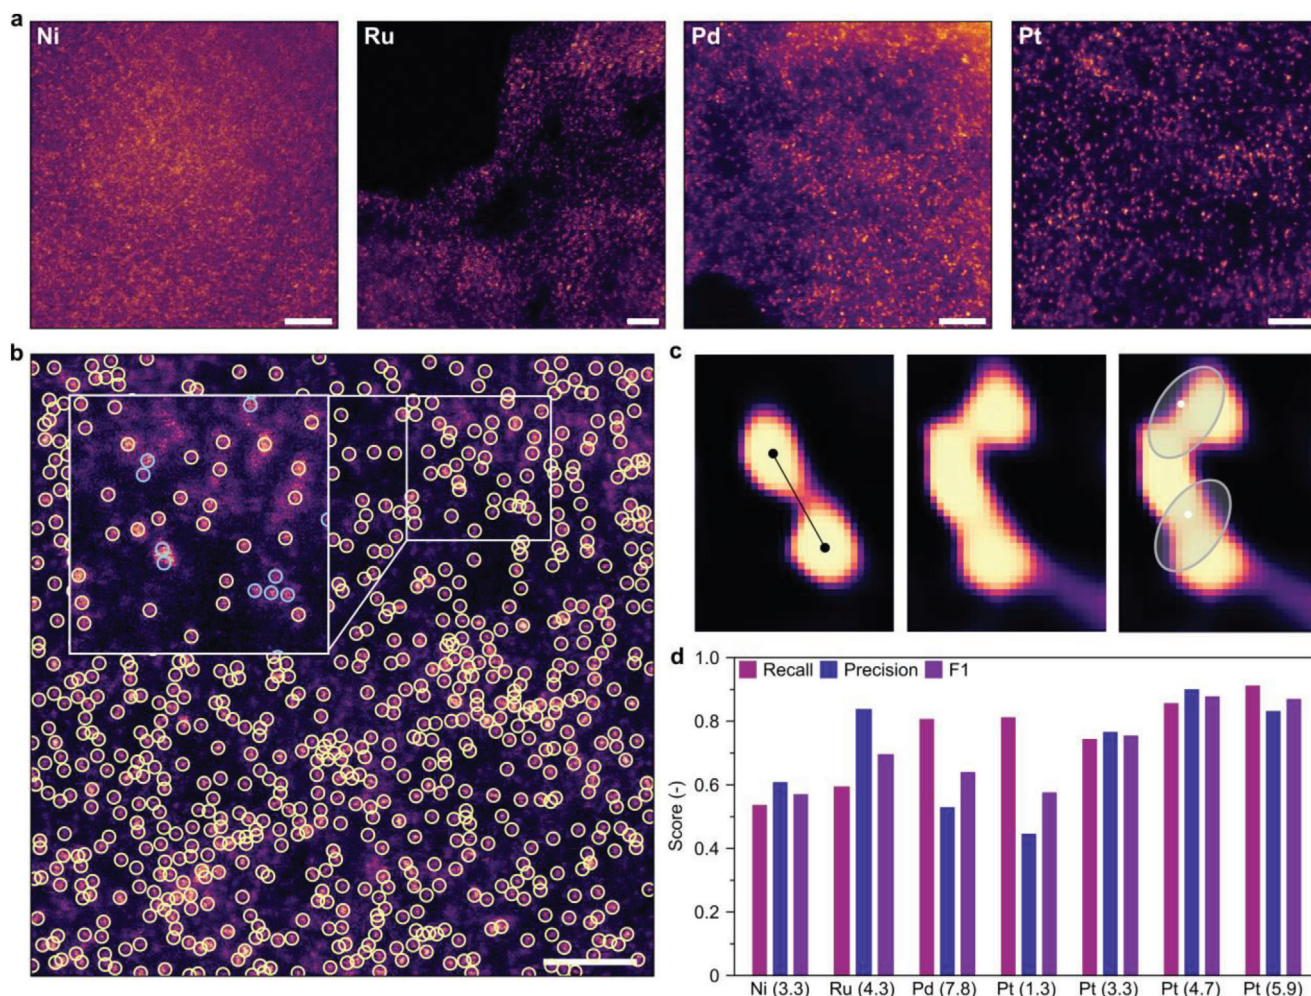 a
Ni
Ru
Pd
Pt
b
c
d
Recall
Precision
F1
Score (-)
1.0
0.8
0.6
0.4
0.2
0
Ni (3.3)
Ru (4.3)
Pd (7.8)
Pt (1.3)
Pt (3.3)
Pt (4.7)
Pt (5.9)